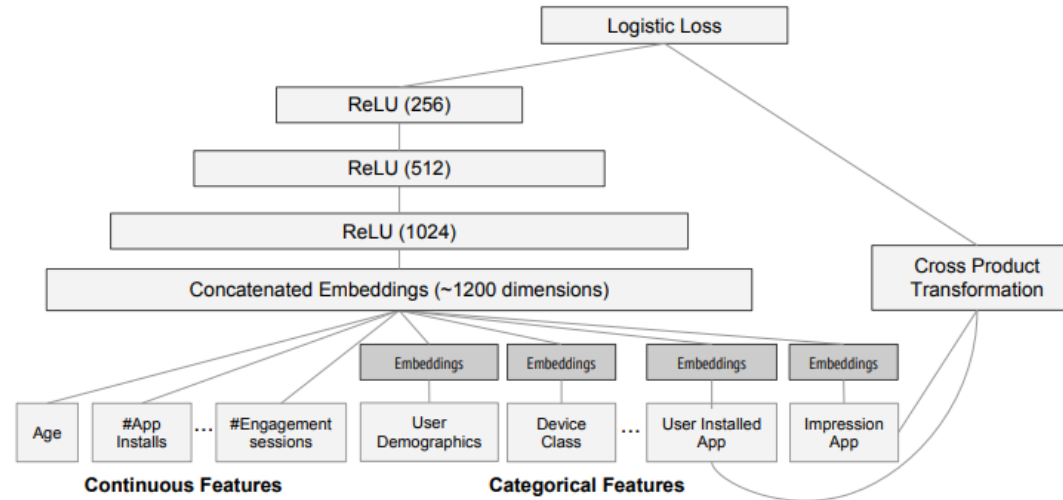 Logistic Loss
ReLU (256)
ReLU (512)
ReLU (1024)
Concatenated Embeddings (~1200 dimensions)
Cross Product
Transformation
Embeddings
Embeddings
Embeddings
Embeddings
Age
#App
Installs
...
#Engagement
sessions
User
Demographics
Device
Class
...
User Installed
App
Impression
App
Continuous Features
Categorical Features